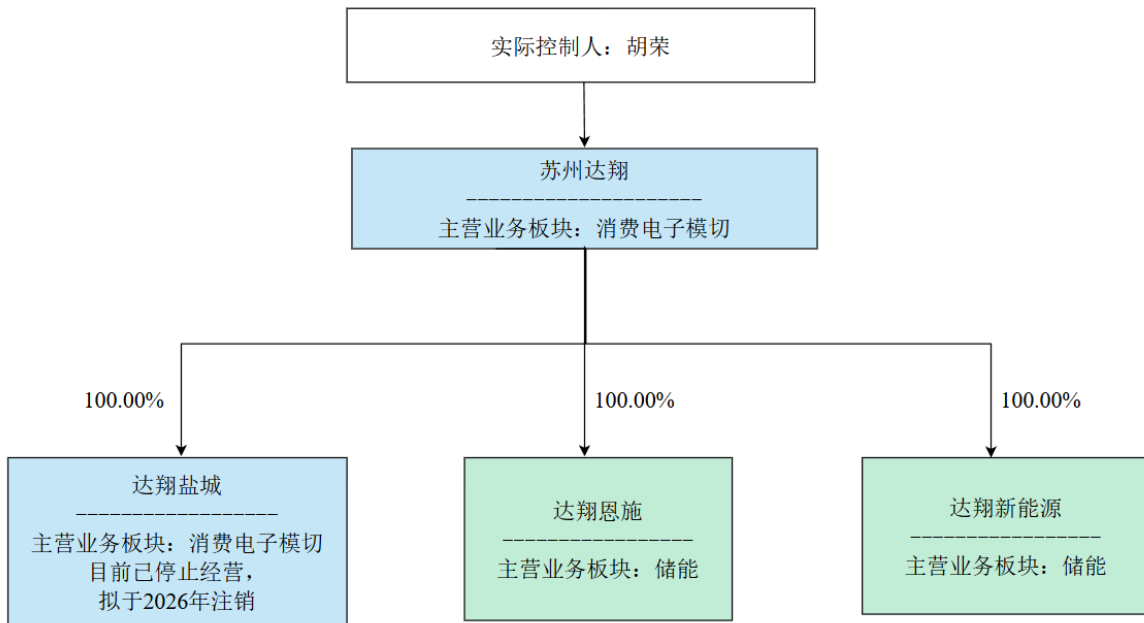 实际控制人：胡荣
苏州达翔
---------------------
主营业务板块：消费电子模切
100.00%
100.00%
100.00%
达翔盐城
------------------
主营业务板块：消费电子模切
目前已停止经营，
拟于2026年注销
达翔恩施
-----------------
主营业务板块：储能
达翔新能源
-----------------
主营业务板块：储能